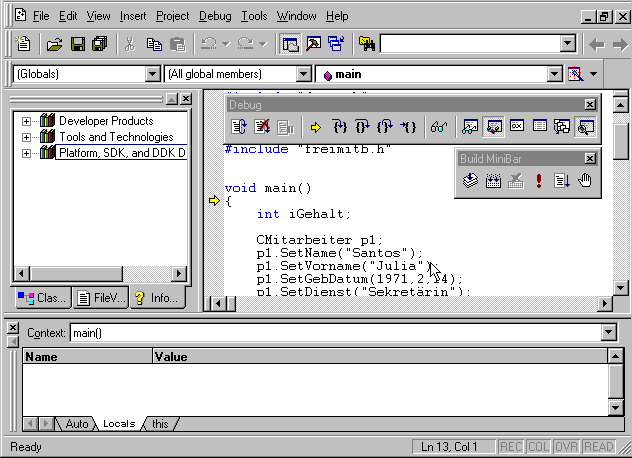 File Edit View Insert Project Debug Tools Window Help
(Globals) (All global members) main
Developer Products
Tools and Technologies
Platform, SDK, and DDK D
Clas... FileV... Info...
Debug
#include "freimitb.h"
Build MiniBar
void main()
{
int iGehalt;
CMitarbeiter p1;
p1.SetName("Santos");
p1.SetVorname("Julia");
p1.SetGebDatum(1971,2,14);
p1.SetDienst("Sekretärin");
Context: main()
Name Value
Auto Locals this
Ready Ln 13, Col 1 REC COL OVR READ